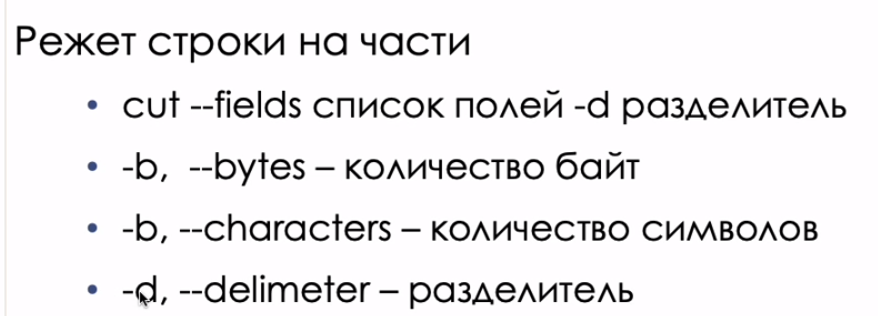 Режет строки на части
• cut --fields список полей -d разделитель
• -b, --bytes – количество байт
• -b, --characters – количество символов
• -d, --delimeter – разделитель